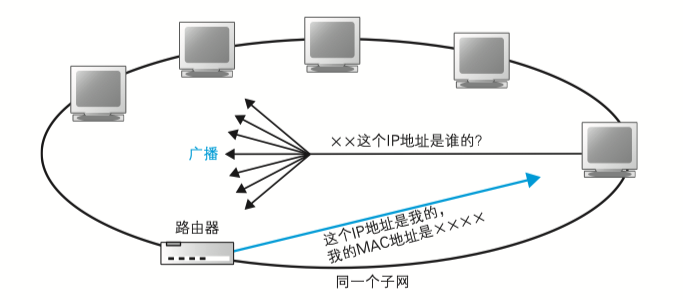 ××这个IP地址是谁的?
广播
路由器
这个IP地址是我的，
我的MAC地址是××××
同一个子网